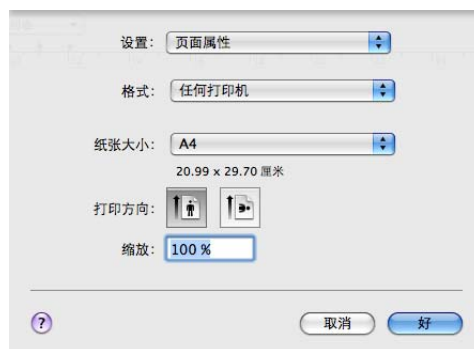 设置： 页面属性
格式： 任何打印机
纸张大小： A4
20.99 x 29.70 厘米
打印方向：
缩放： 100 %
? 取消 好